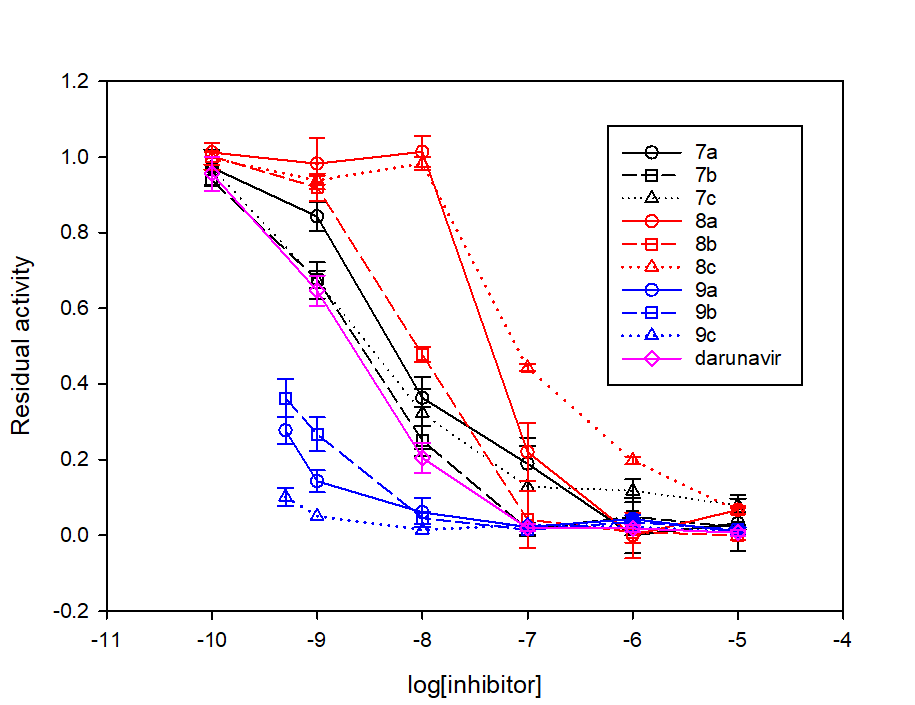 1.2
1.0
0.8
0.6
0.4
0.2
0.0
-0.2
Residual activity
7a
7b
7c
8a
8b
8c
9a
9b
9c
darunavir
-11 -10 -9 -8 -7 -6 -5 -4
log[inhibitor]